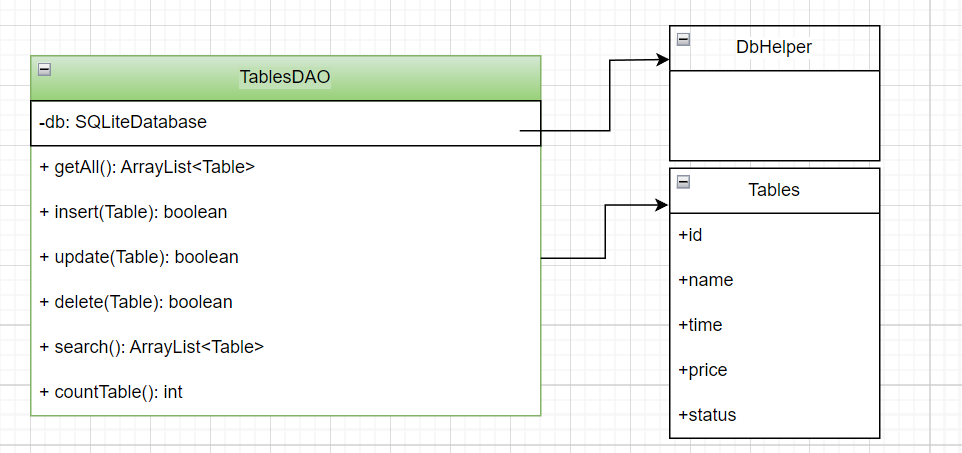 TablesDAO
-db: SQLiteDatabase
+ getAll(): ArrayList<Table>
+ insert(Table): boolean
+ update(Table): boolean
+ delete(Table): boolean
+ search(): ArrayList<Table>
+ countTable(): int
DbHelper
Tables
+id
+name
+time
+price
+status